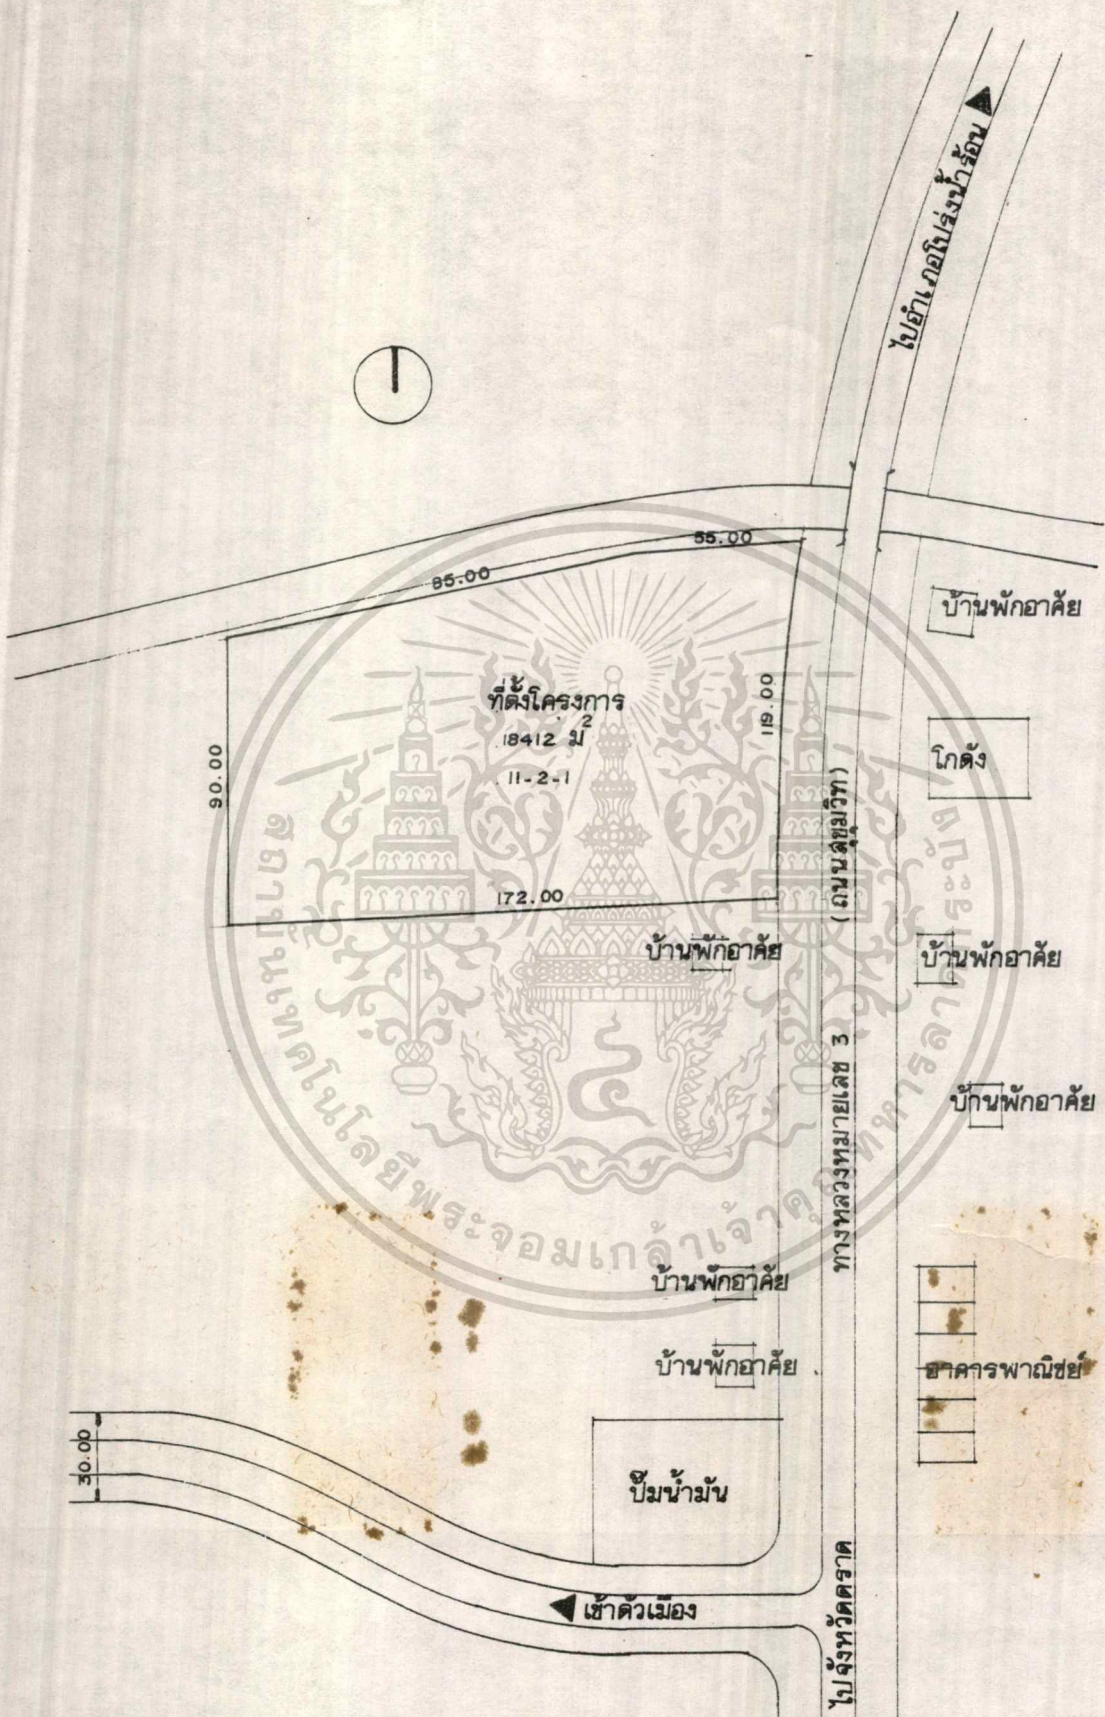 ไปอำเภอโป่งน้ำร้อน
55.00
85.00
บ้านพักอาศัย
ที่ตั้งโครงการ
18412 ม²
11-2-1
119.00
90.00
โกดัง
(ถนนสุขุมวิท)
172.00
บ้านพักอาศัย
บ้านพักอาศัย
ทางหลวงหมายเลข 3
บ้านพักอาศัย
บ้านพักอาศัย
บ้านพักอาศัย
อาคารพาณิชย์
30.00
ปั๊มน้ำมัน
เข้าตัวเมือง
ไปจังหวัดตราด
สถาบันเทคโนโลยีพระจอมเกล้าเจ้าคุณทหารลาดกระบัง